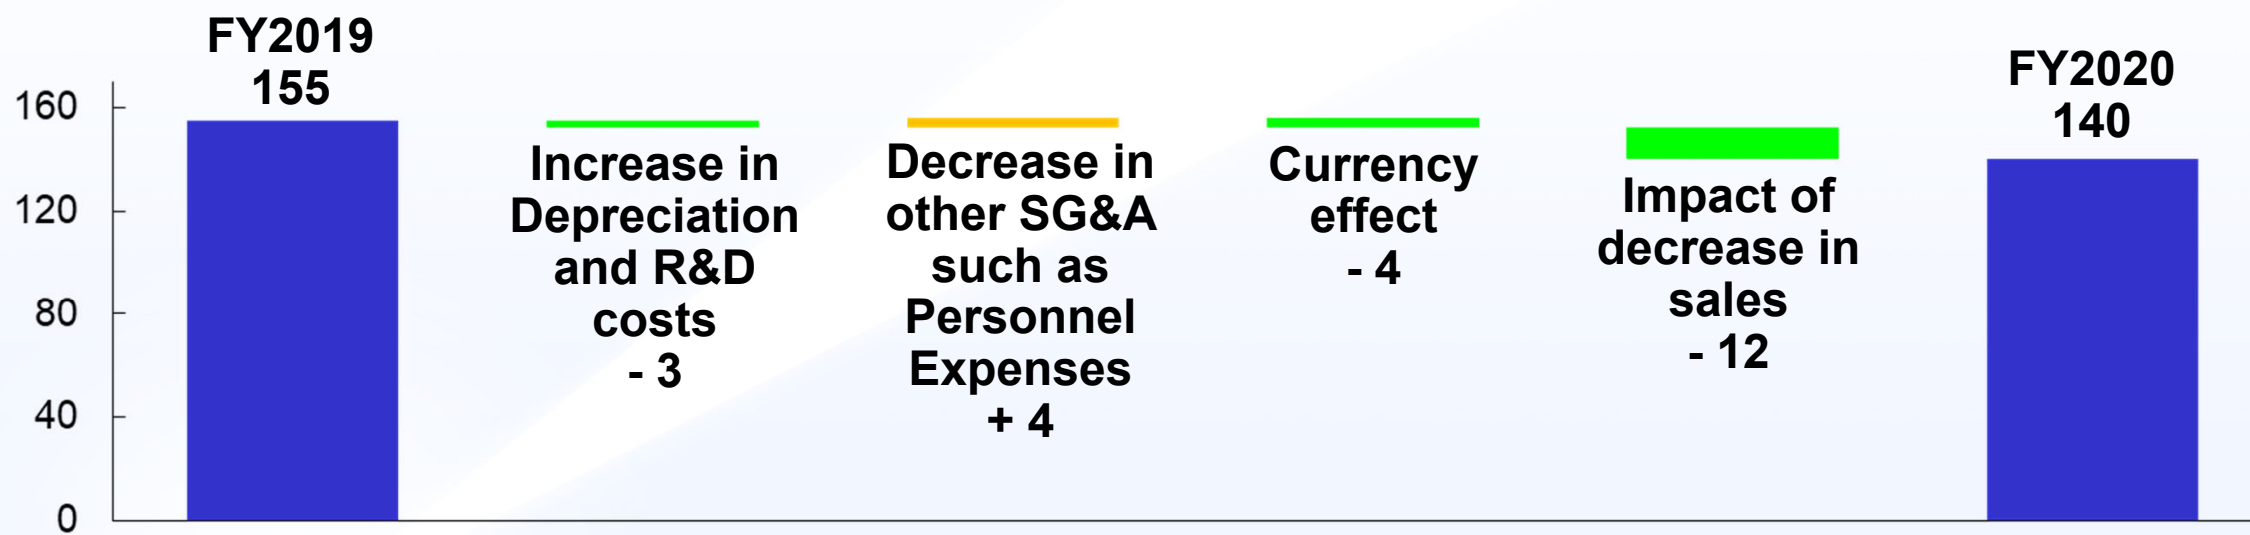 FY2019
155
160
120
80
40
0
Increase in
Depreciation
and R&D
costs
- 3
Decrease in
other SG&A
such as
Personnel
Expenses
+ 4
Currency
effect
- 4
Impact of
decrease in
sales
- 12
FY2020
140